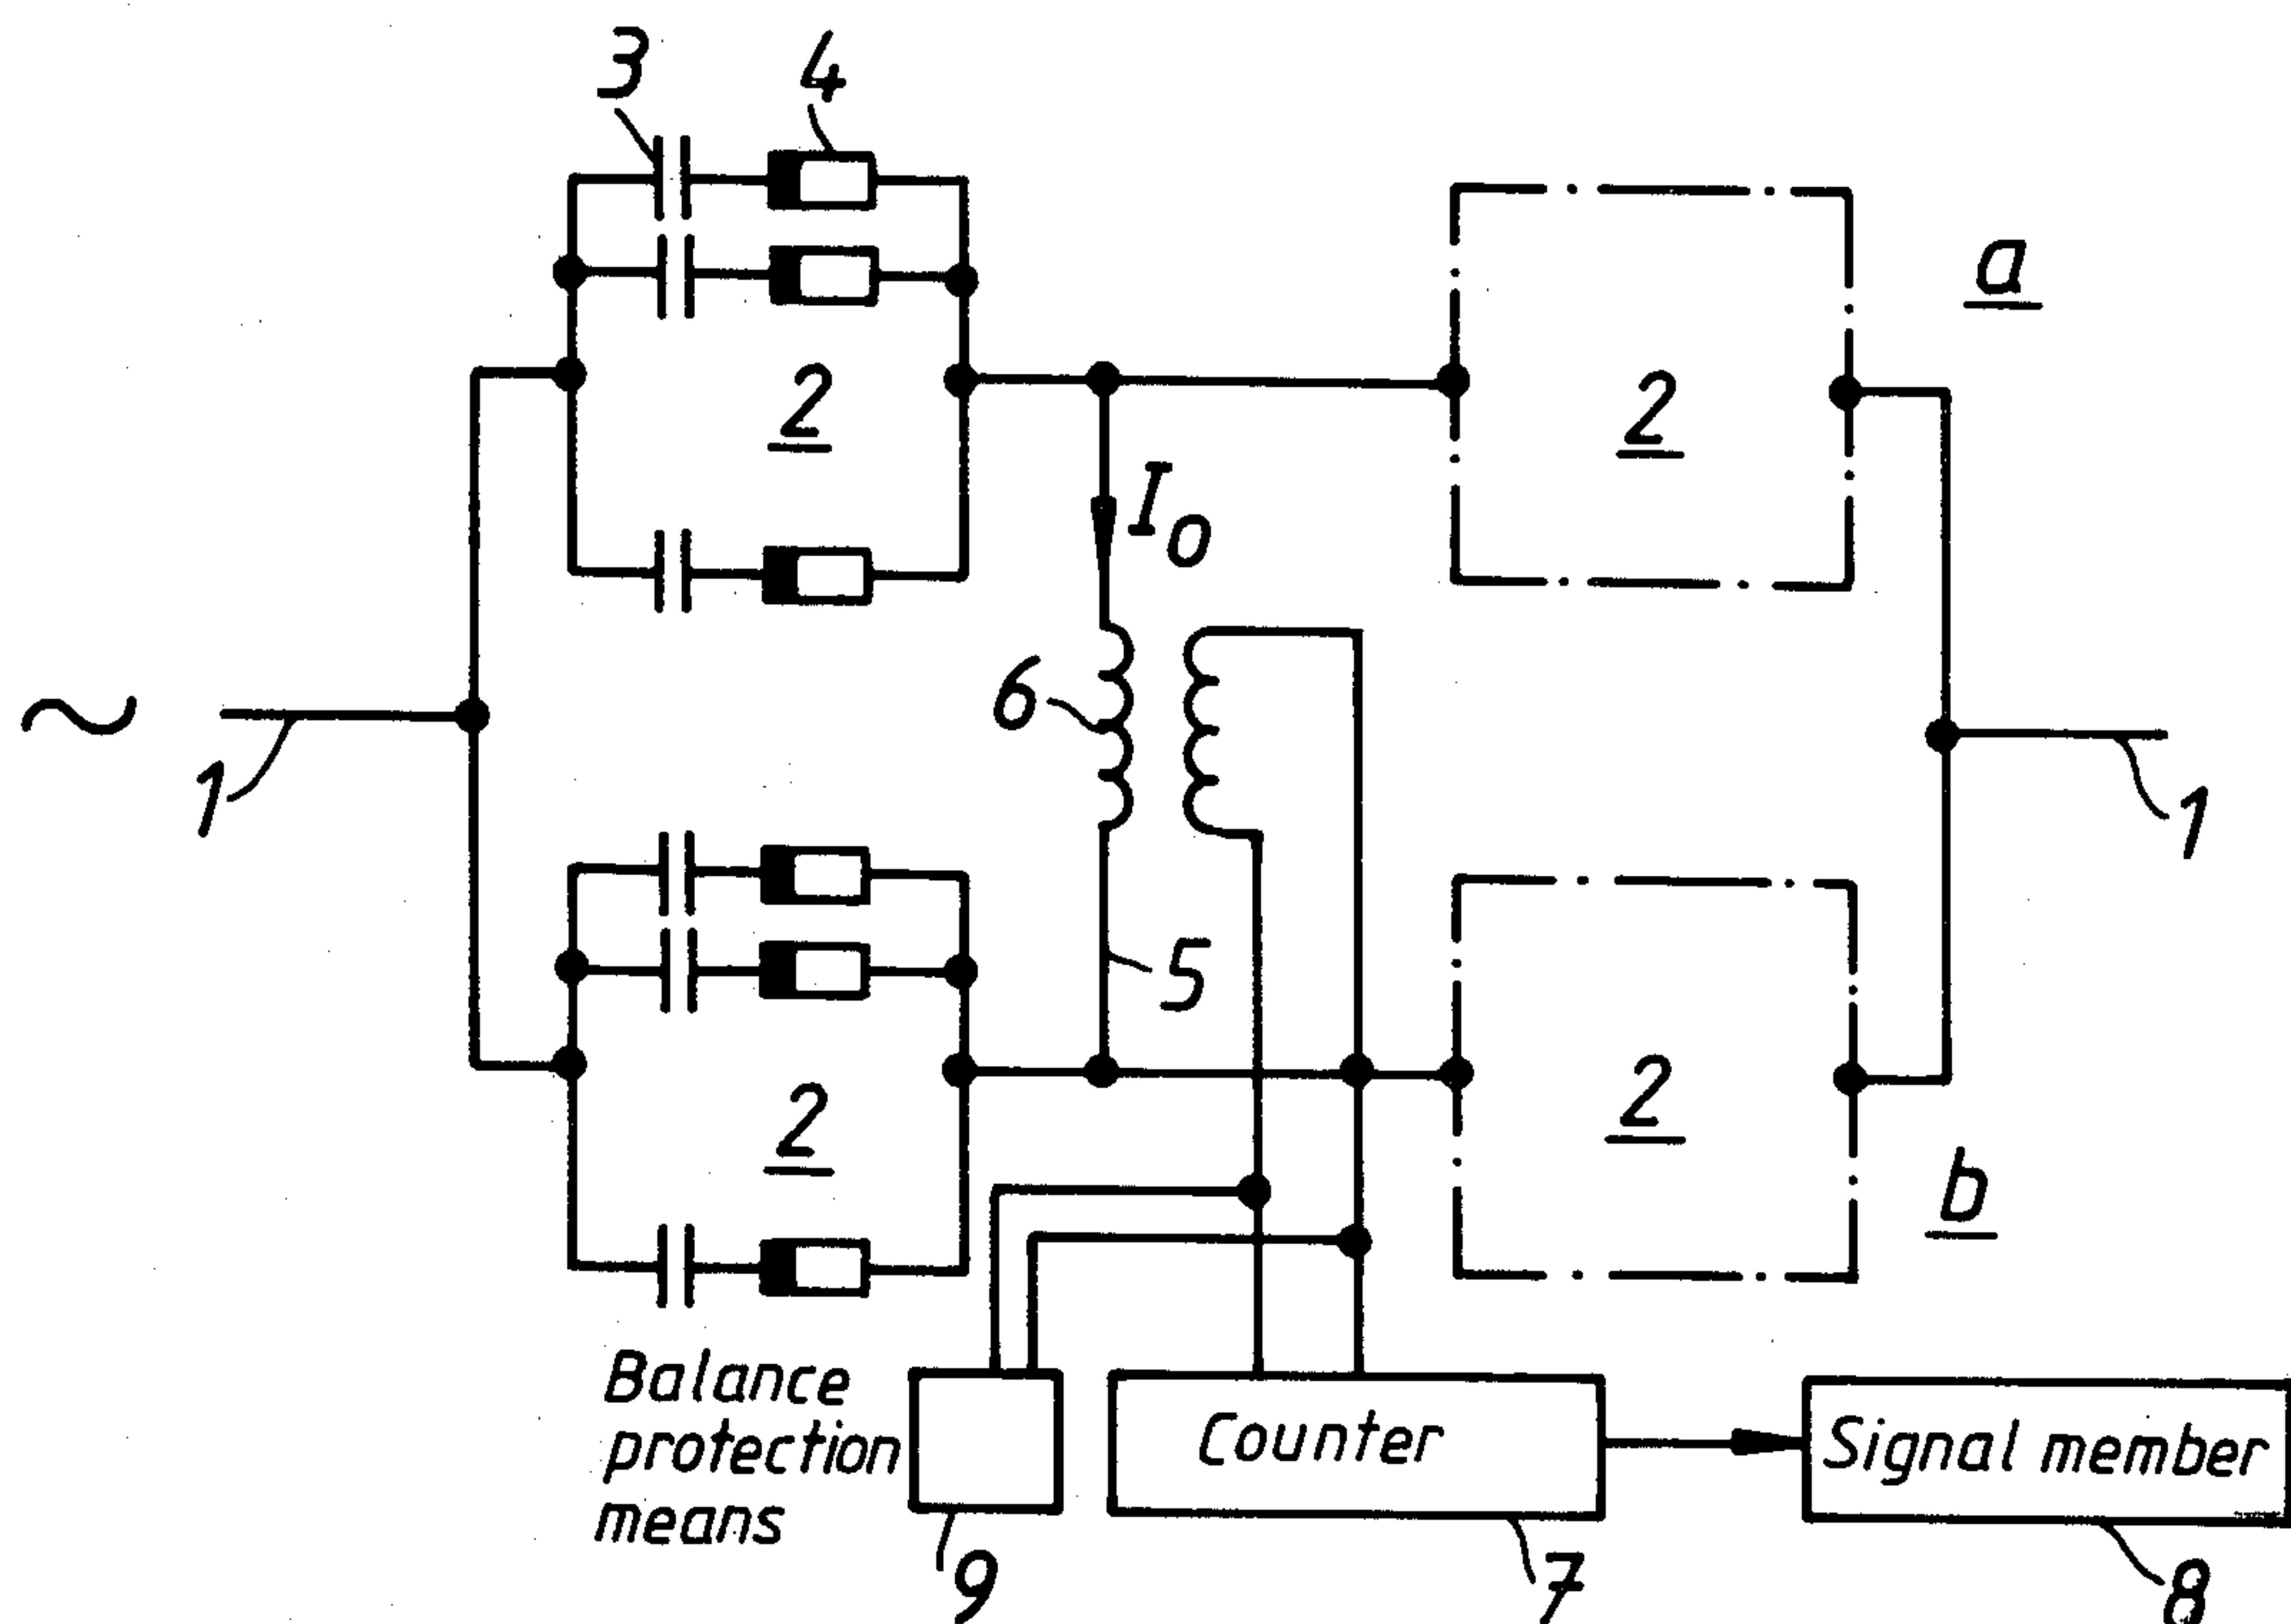 3
4
a
2
2
I₀
6
1
1
5
2
2
b
Balance
protection
means
Counter
Signal member
9
7
8